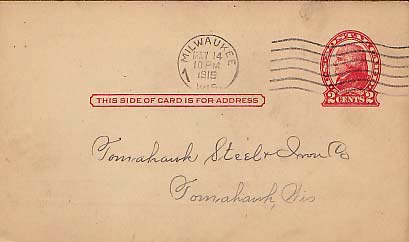 MILWAUKEE
MAY 14
10 PM
1919
THIS SIDE OF CARD IS FOR ADDRESS
2 CENTS 2
Tomahawk Steel & Iron Co
Tomahawk, Wis